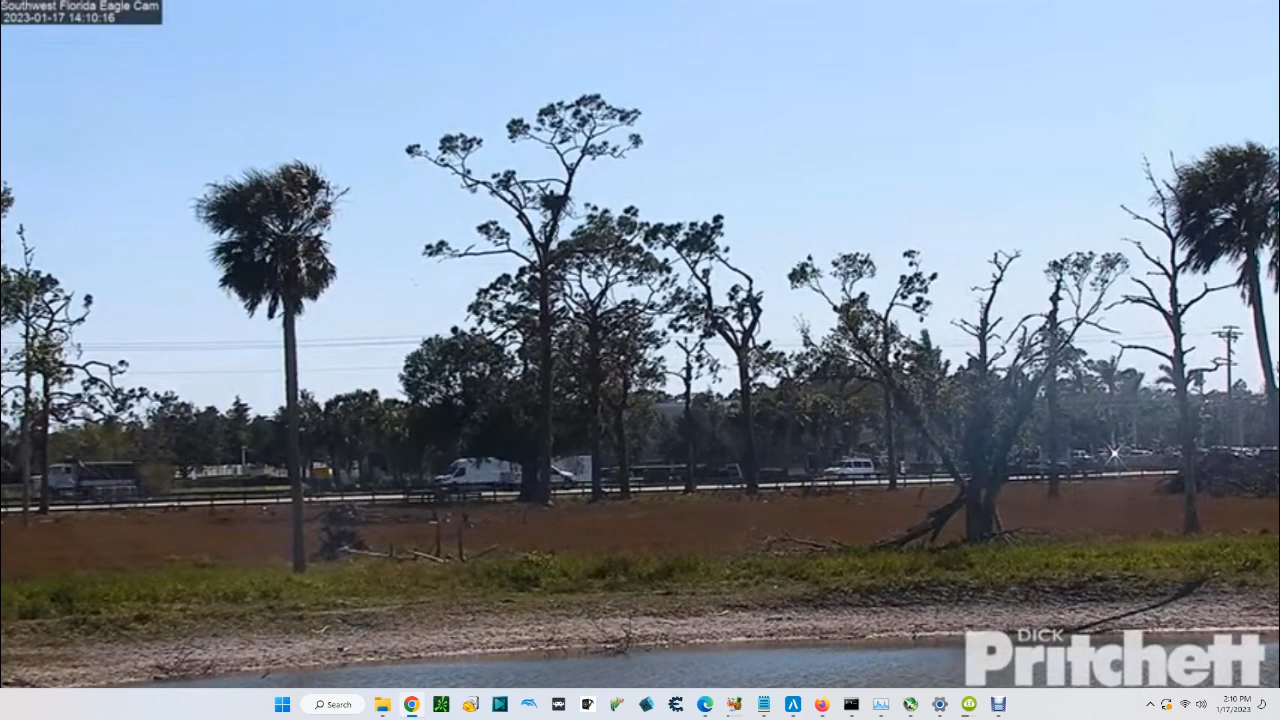 Southwest Florida Eagle Cam
2023-01-17 14:10:16
DICK
Pritchett
Search
2:10 PM
1/17/2023